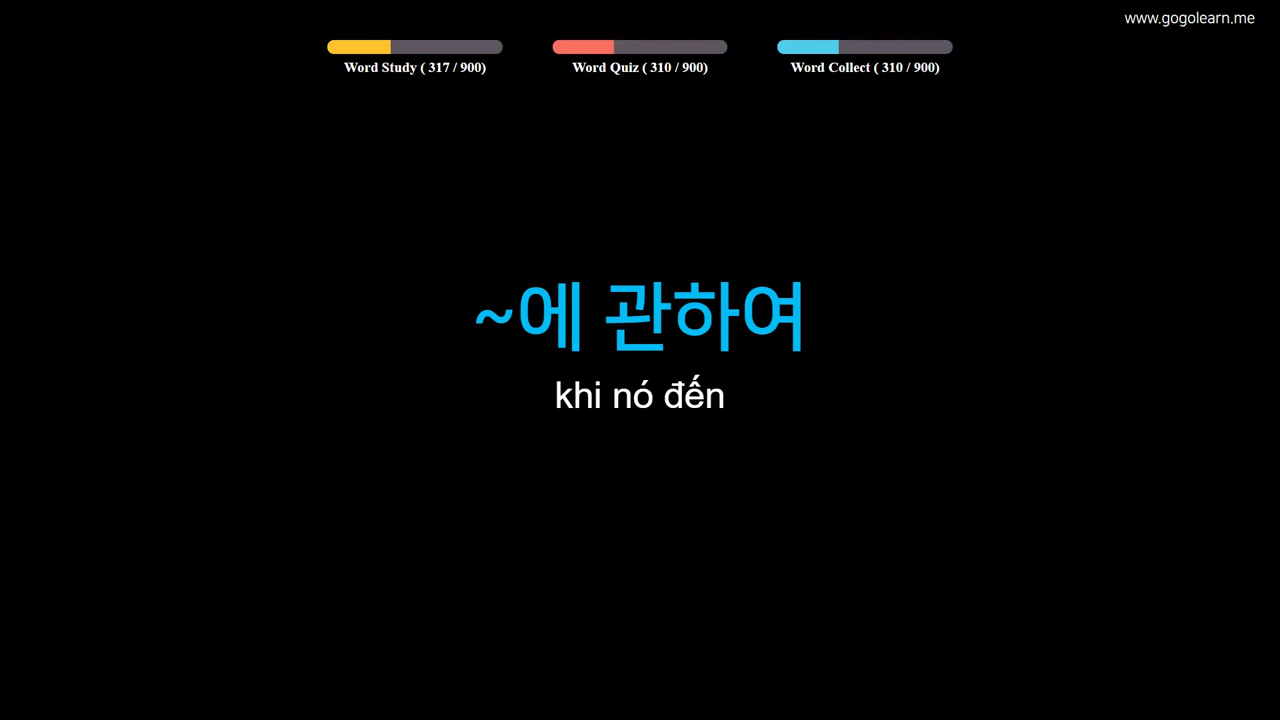 www.gogolearn.me
Word Study ( 317 / 900) Word Quiz ( 310 / 900) Word Collect ( 310 / 900)
~에 관하여
khi nó đến